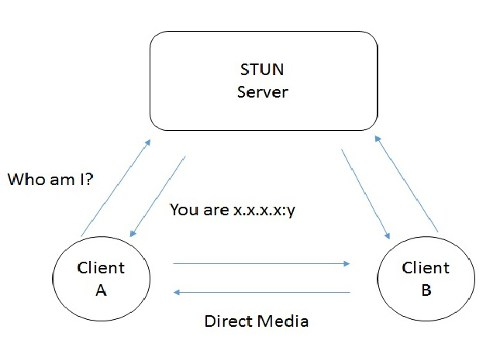 STUN
Server
Who am I?
You are x.x.x.x:y
Client
A
Client
B
Direct Media